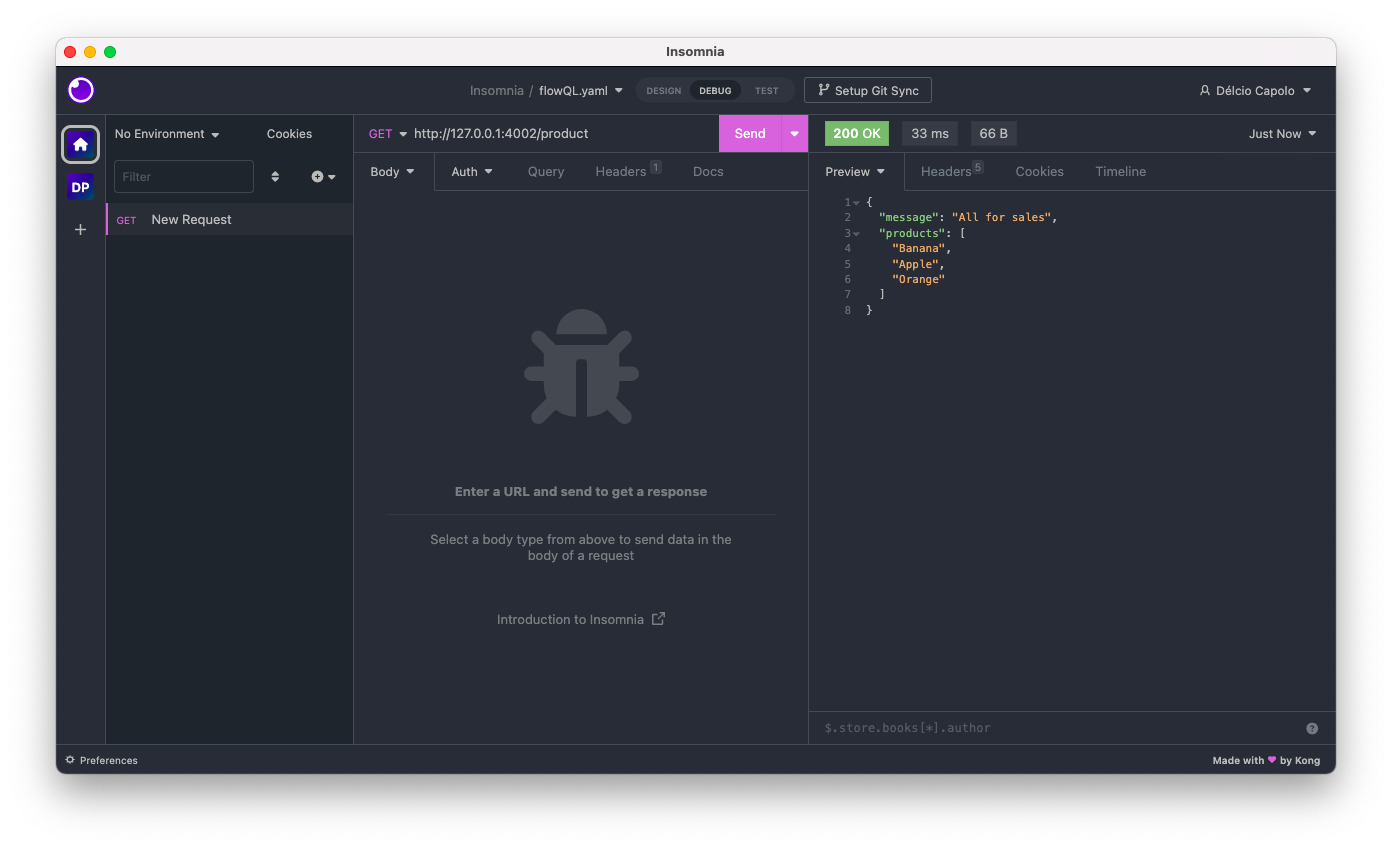 Insomnia
Insomnia / flowQL.yaml
DESIGN DEBUG TEST
Setup Git Sync
Délcio Capolo
No Environment Cookies
GET http://127.0.0.1:4002/product Send
200 OK 33 ms 66 B Just Now
DP
Filter
GET New Request
Body Auth Query Headers 1 Docs
Preview Headers 5 Cookies Timeline
Enter a URL and send to get a response
Select a body type from above to send data in the
body of a request
Introduction to Insomnia
1 {
2 "message": "All for sales",
3 "products": [
4 "Banana",
5 "Apple",
6 "Orange"
7 ]
8 }
$.store.books[*].author ?
Preferences
Made with ♥ by Kong